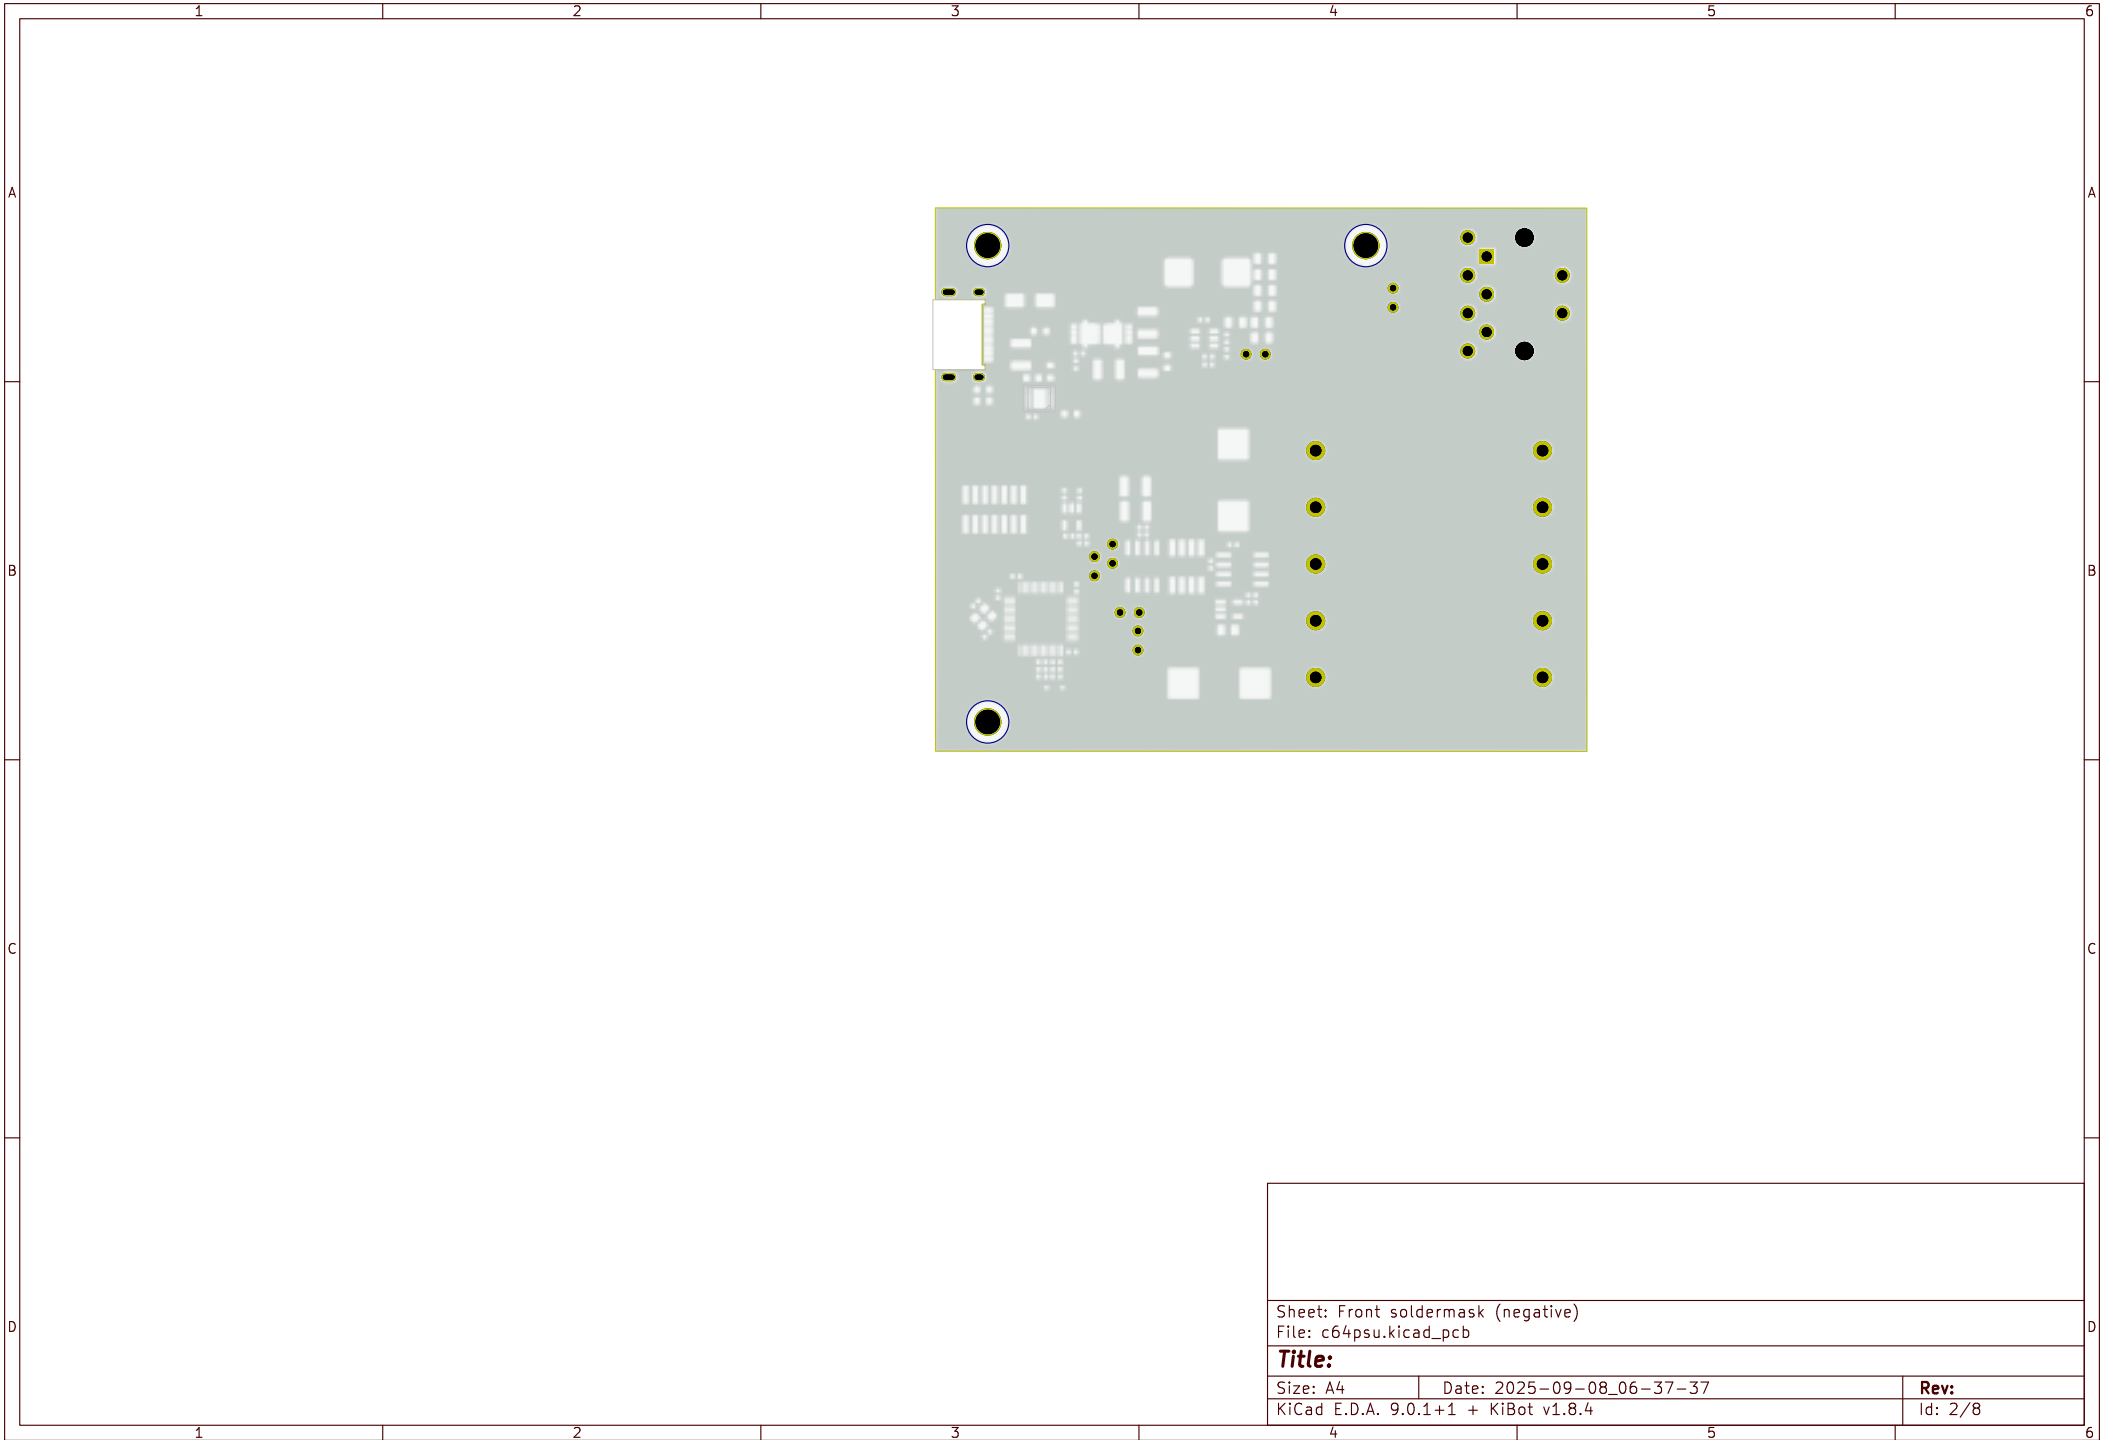 1 2 3 4 5 6
A A
B B
C C
D D
Sheet: Front soldermask (negative)
File: c64psu.kicad_pcb
Title:
Size: A4 Date: 2025-09-08_06-37-37 Rev:
KiCad E.D.A. 9.0.1+1 + KiBot v1.8.4 Id: 2/8
1 2 3 4 5 6